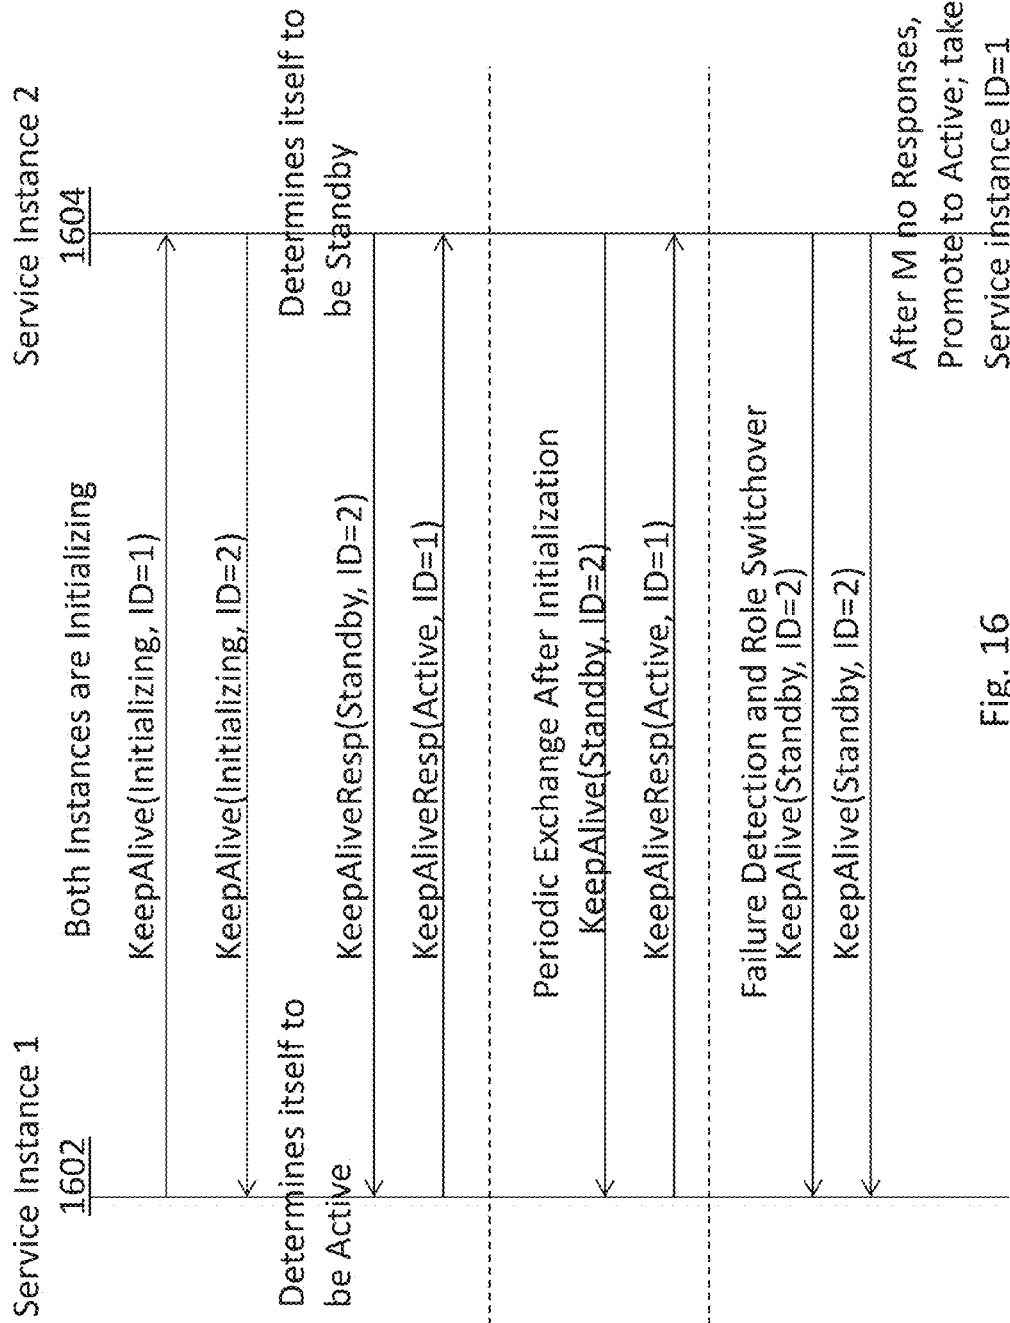 Service Instance 1
1602
Service Instance 2
1604
Both Instances are Initializing
KeepAlive(Initializing, ID=1)
KeepAlive(Initializing, ID=2)
Determines itself to
be Active
Determines itself to
be Standby
KeepAliveResp(Standby, ID=2)
KeepAliveResp(Active, ID=1)
Periodic Exchange After Initialization
KeepAlive(Standby, ID=2)
KeepAliveResp(Active, ID=1)
Failure Detection and Role Switchover
KeepAlive(Standby, ID=2)
KeepAlive(Standby, ID=2)
After M no Responses,
Promote to Active; take
Service instance ID=1
Fig. 16